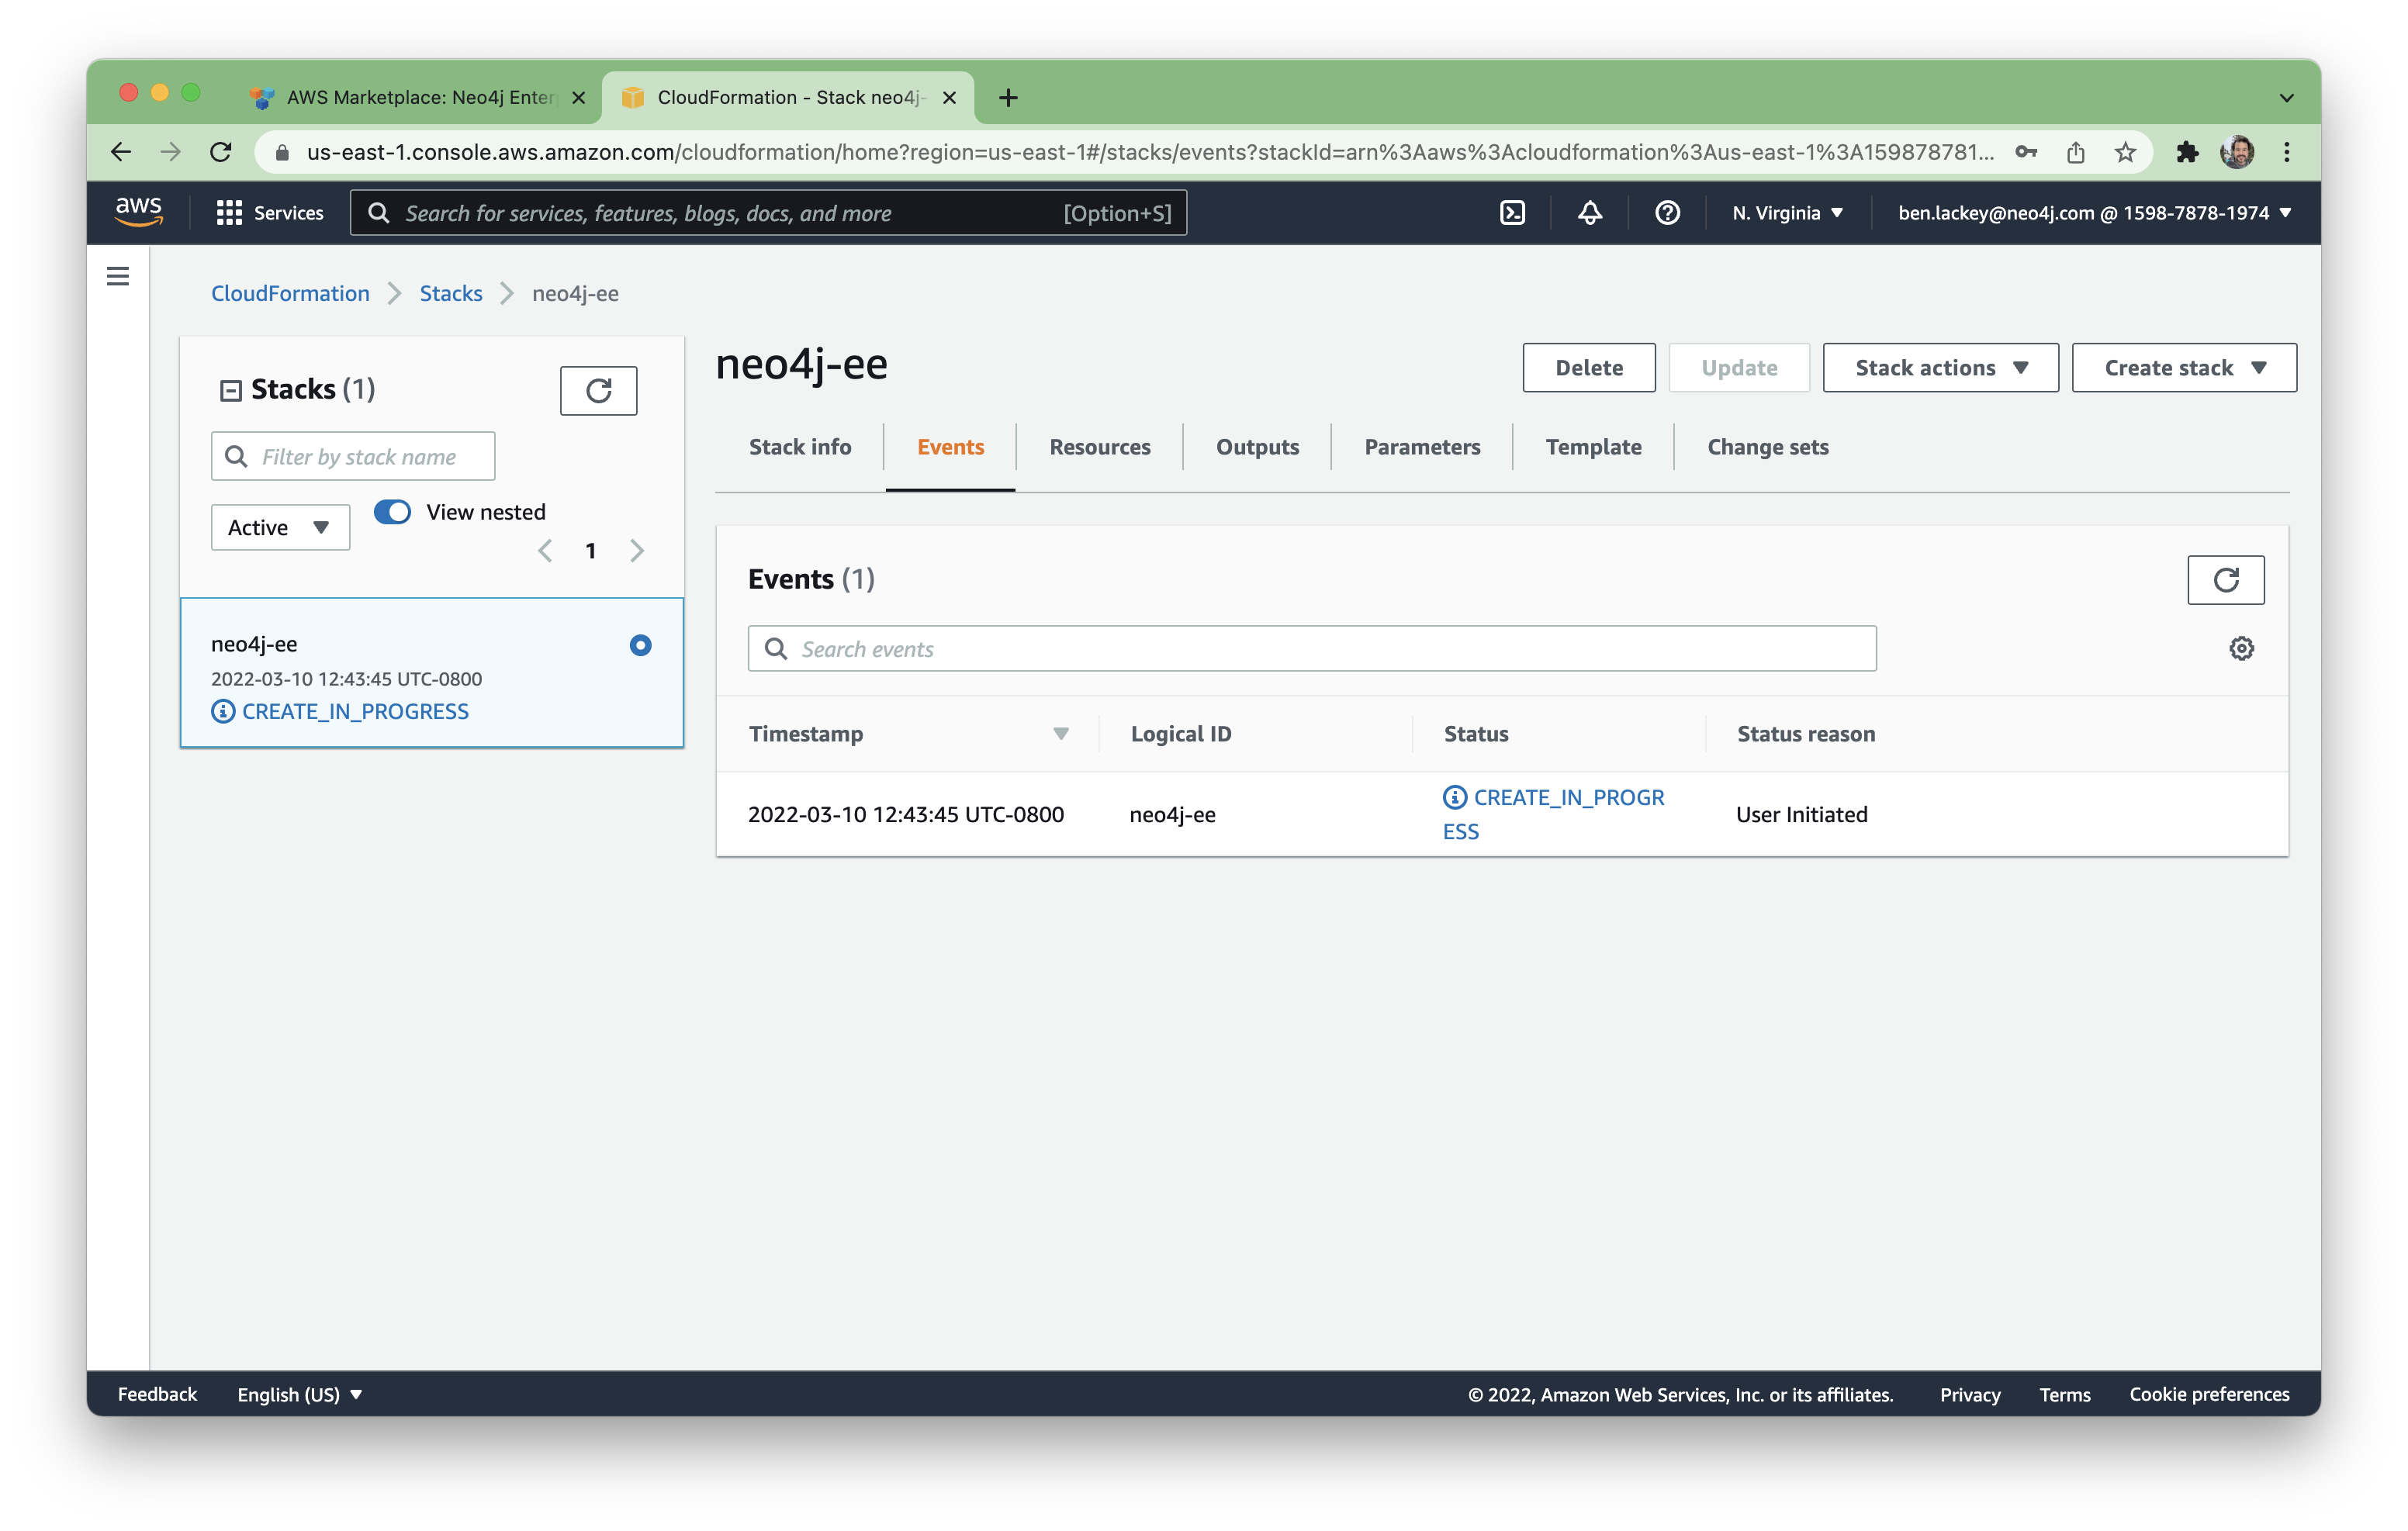 AWS Marketplace: Neo4j Enter
CloudFormation - Stack neo4j-
us-east-1.console.aws.amazon.com/cloudformation/home?region=us-east-1#/stacks/events?stackId=arn%3Aaws%3Acloudformation%3Aus-east-1%3A159878781...
aws
Services
Search for services, features, blogs, docs, and more
[Option+S]
N. Virginia
ben.lackey@neo4j.com @ 1598-7878-1974
CloudFormation
Stacks
neo4j-ee
Stacks (1)
Filter by stack name
Active
View nested
1
neo4j-ee
2022-03-10 12:43:45 UTC-0800
CREATE_IN_PROGRESS
neo4j-ee
Delete
Update
Stack actions
Create stack
Stack info
Events
Resources
Outputs
Parameters
Template
Change sets
Events (1)
Search events
Timestamp
Logical ID
Status
Status reason
2022-03-10 12:43:45 UTC-0800
neo4j-ee
CREATE_IN_PROGR
ESS
User Initiated
Feedback
English (US)
© 2022, Amazon Web Services, Inc. or its affiliates.
Privacy
Terms
Cookie preferences